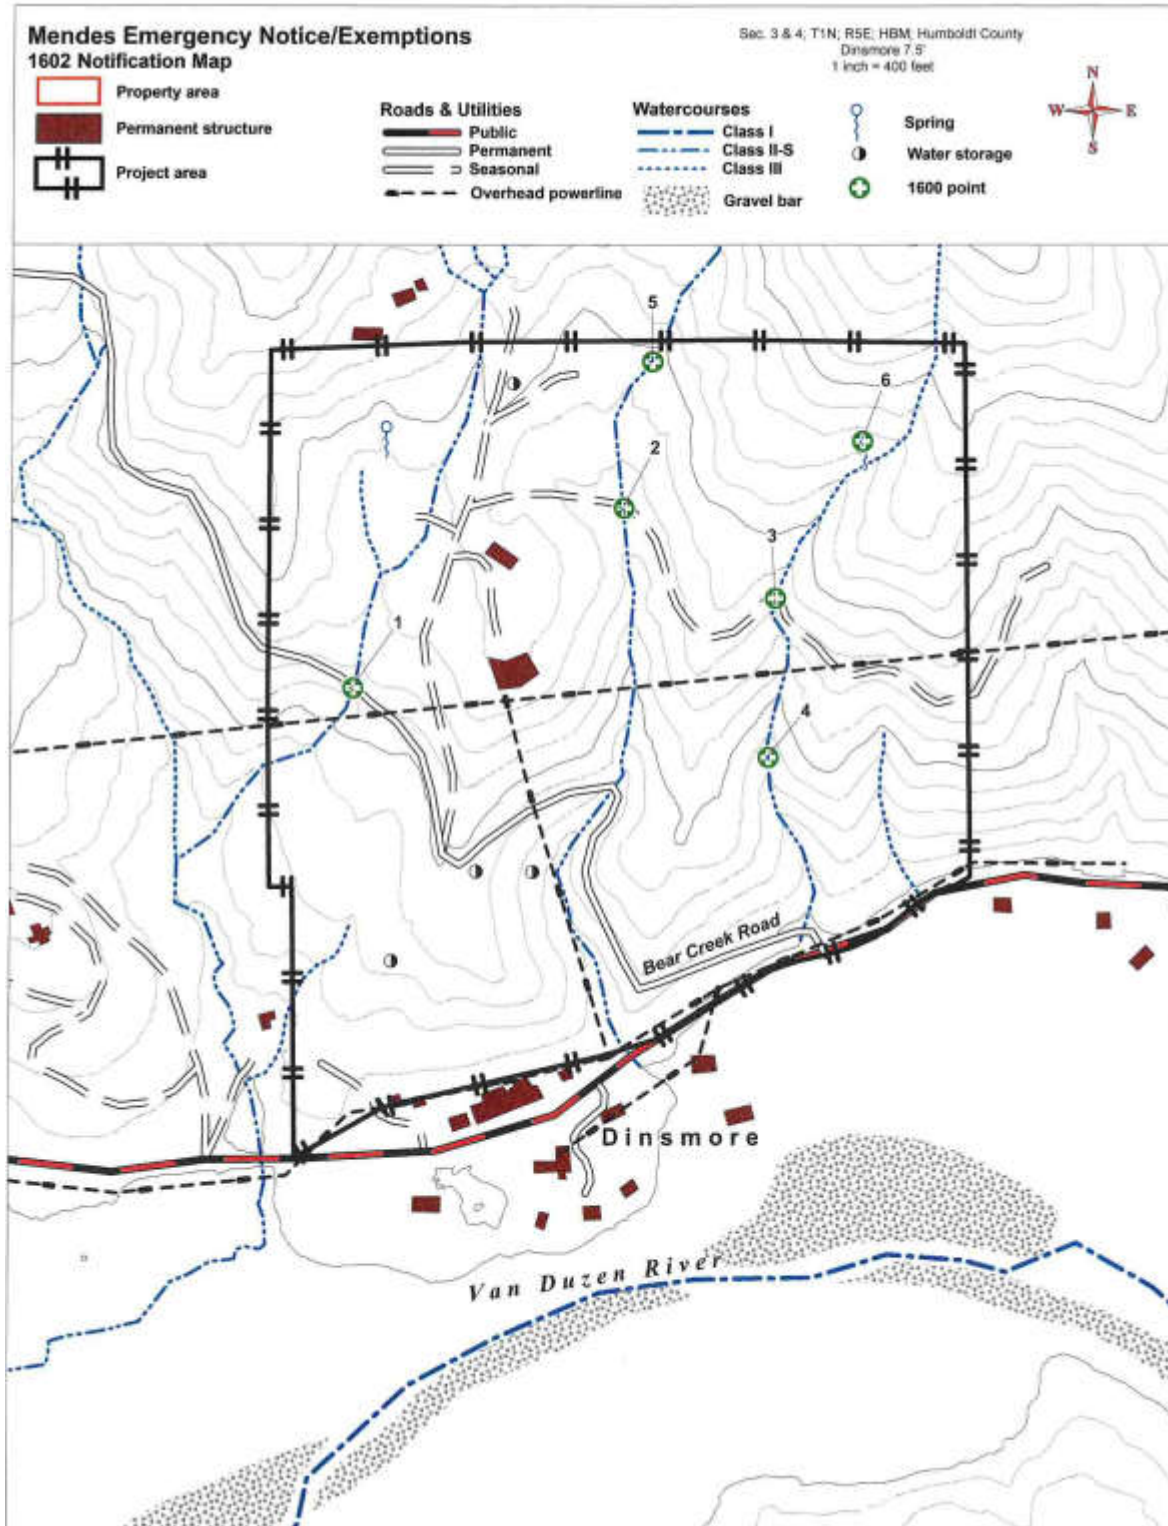 Mendes Emergency Notice/Exemptions
1602 Notification Map
Property area
Permanent structure
Project area
Roads & Utilities
Public
Permanent
Seasonal
Overhead powerline
Watercourses
Class I
Class II-S
Class III
Gravel bar
Sec. 3 & 4; T1N; R5E; HBM; Humboldt County
Dinsmore 7.5'
1 inch = 400 feet
Spring
Water storage
1600 point
N
W E
S
5
6
2
3
1
4
Bear Creek Road
Dinsmore
Van Duzen River